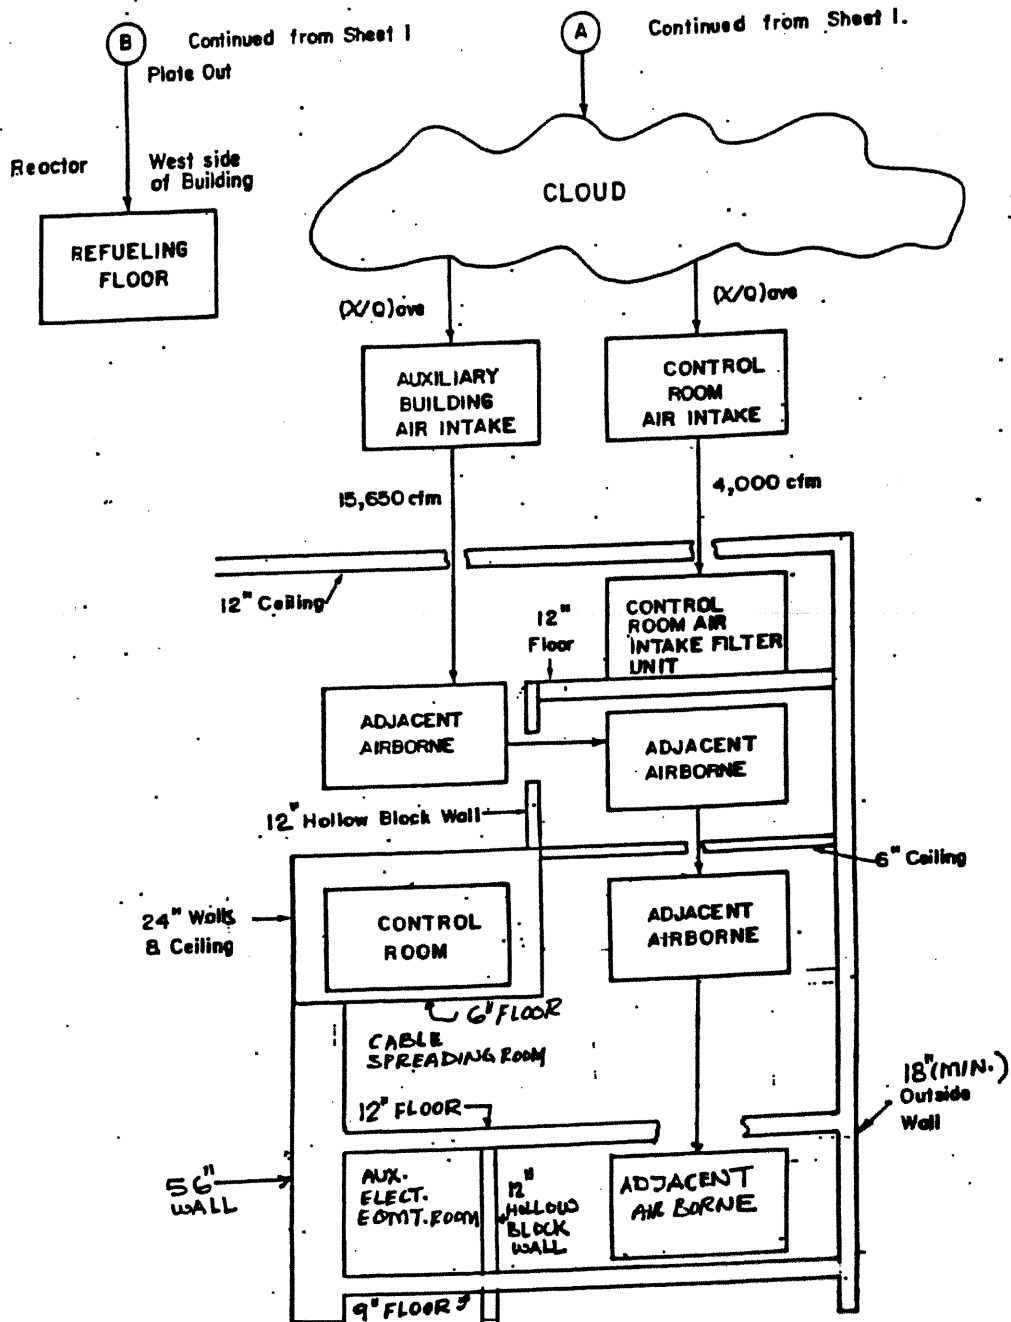 B
Continued from Sheet 1
A
Continued from Sheet 1.
Plate Out
Reactor
West side
of Building
REFUELING
FLOOR
CLOUD
(X/Q)ave
(X/Q)ave
AUXILIARY
BUILDING
AIR INTAKE
CONTROL
ROOM
AIR INTAKE
15,650 cfm
4,000 cfm
12" Ceiling
12"
Floor
CONTROL
ROOM AIR
INTAKE FILTER
UNIT
ADJACENT
AIRBORNE
ADJACENT
AIRBORNE
12" Hollow Block Wall
6" Ceiling
24" Walls
& Ceiling
CONTROL
ROOM
ADJACENT
AIRBORNE
6" FLOOR
CABLE
SPREADING ROOM
18" (MIN.)
Outside
Wall
12" FLOOR
56"
WALL
AUX.
ELECT.
EQMT. ROOM
12"
HOLLOW
BLOCK
WALL
ADJACENT
AIR BORNE
9" FLOOR